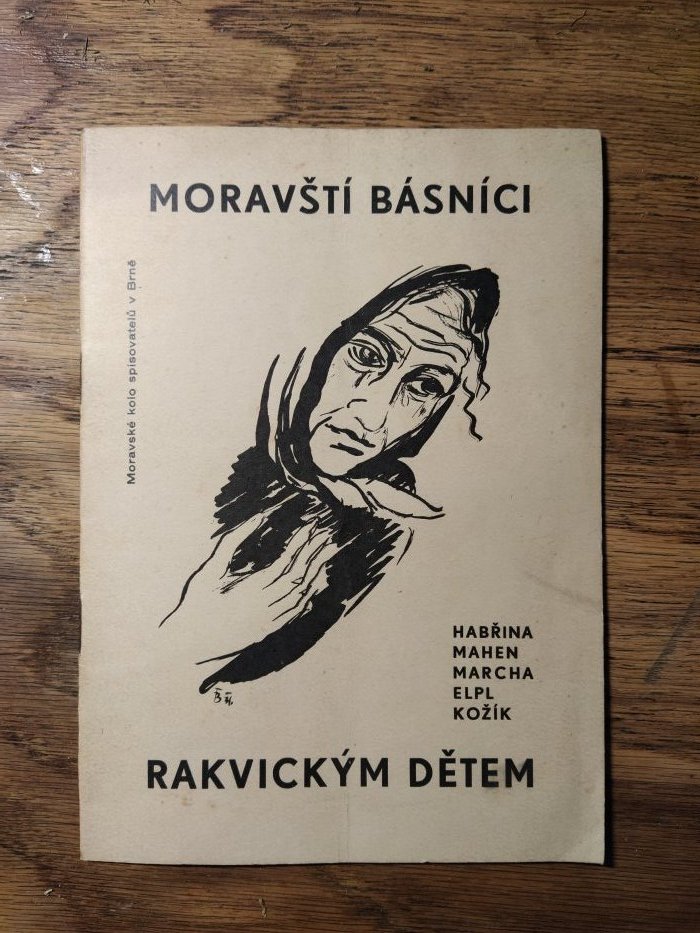 MORAVŠTÍ BÁSNÍCI
Moravské kolo spisovatelů v Brně
HABŘINA
MAHEN
MARCHA
ELPL
KOŽÍK
RAKVICKÝM DĚTEM